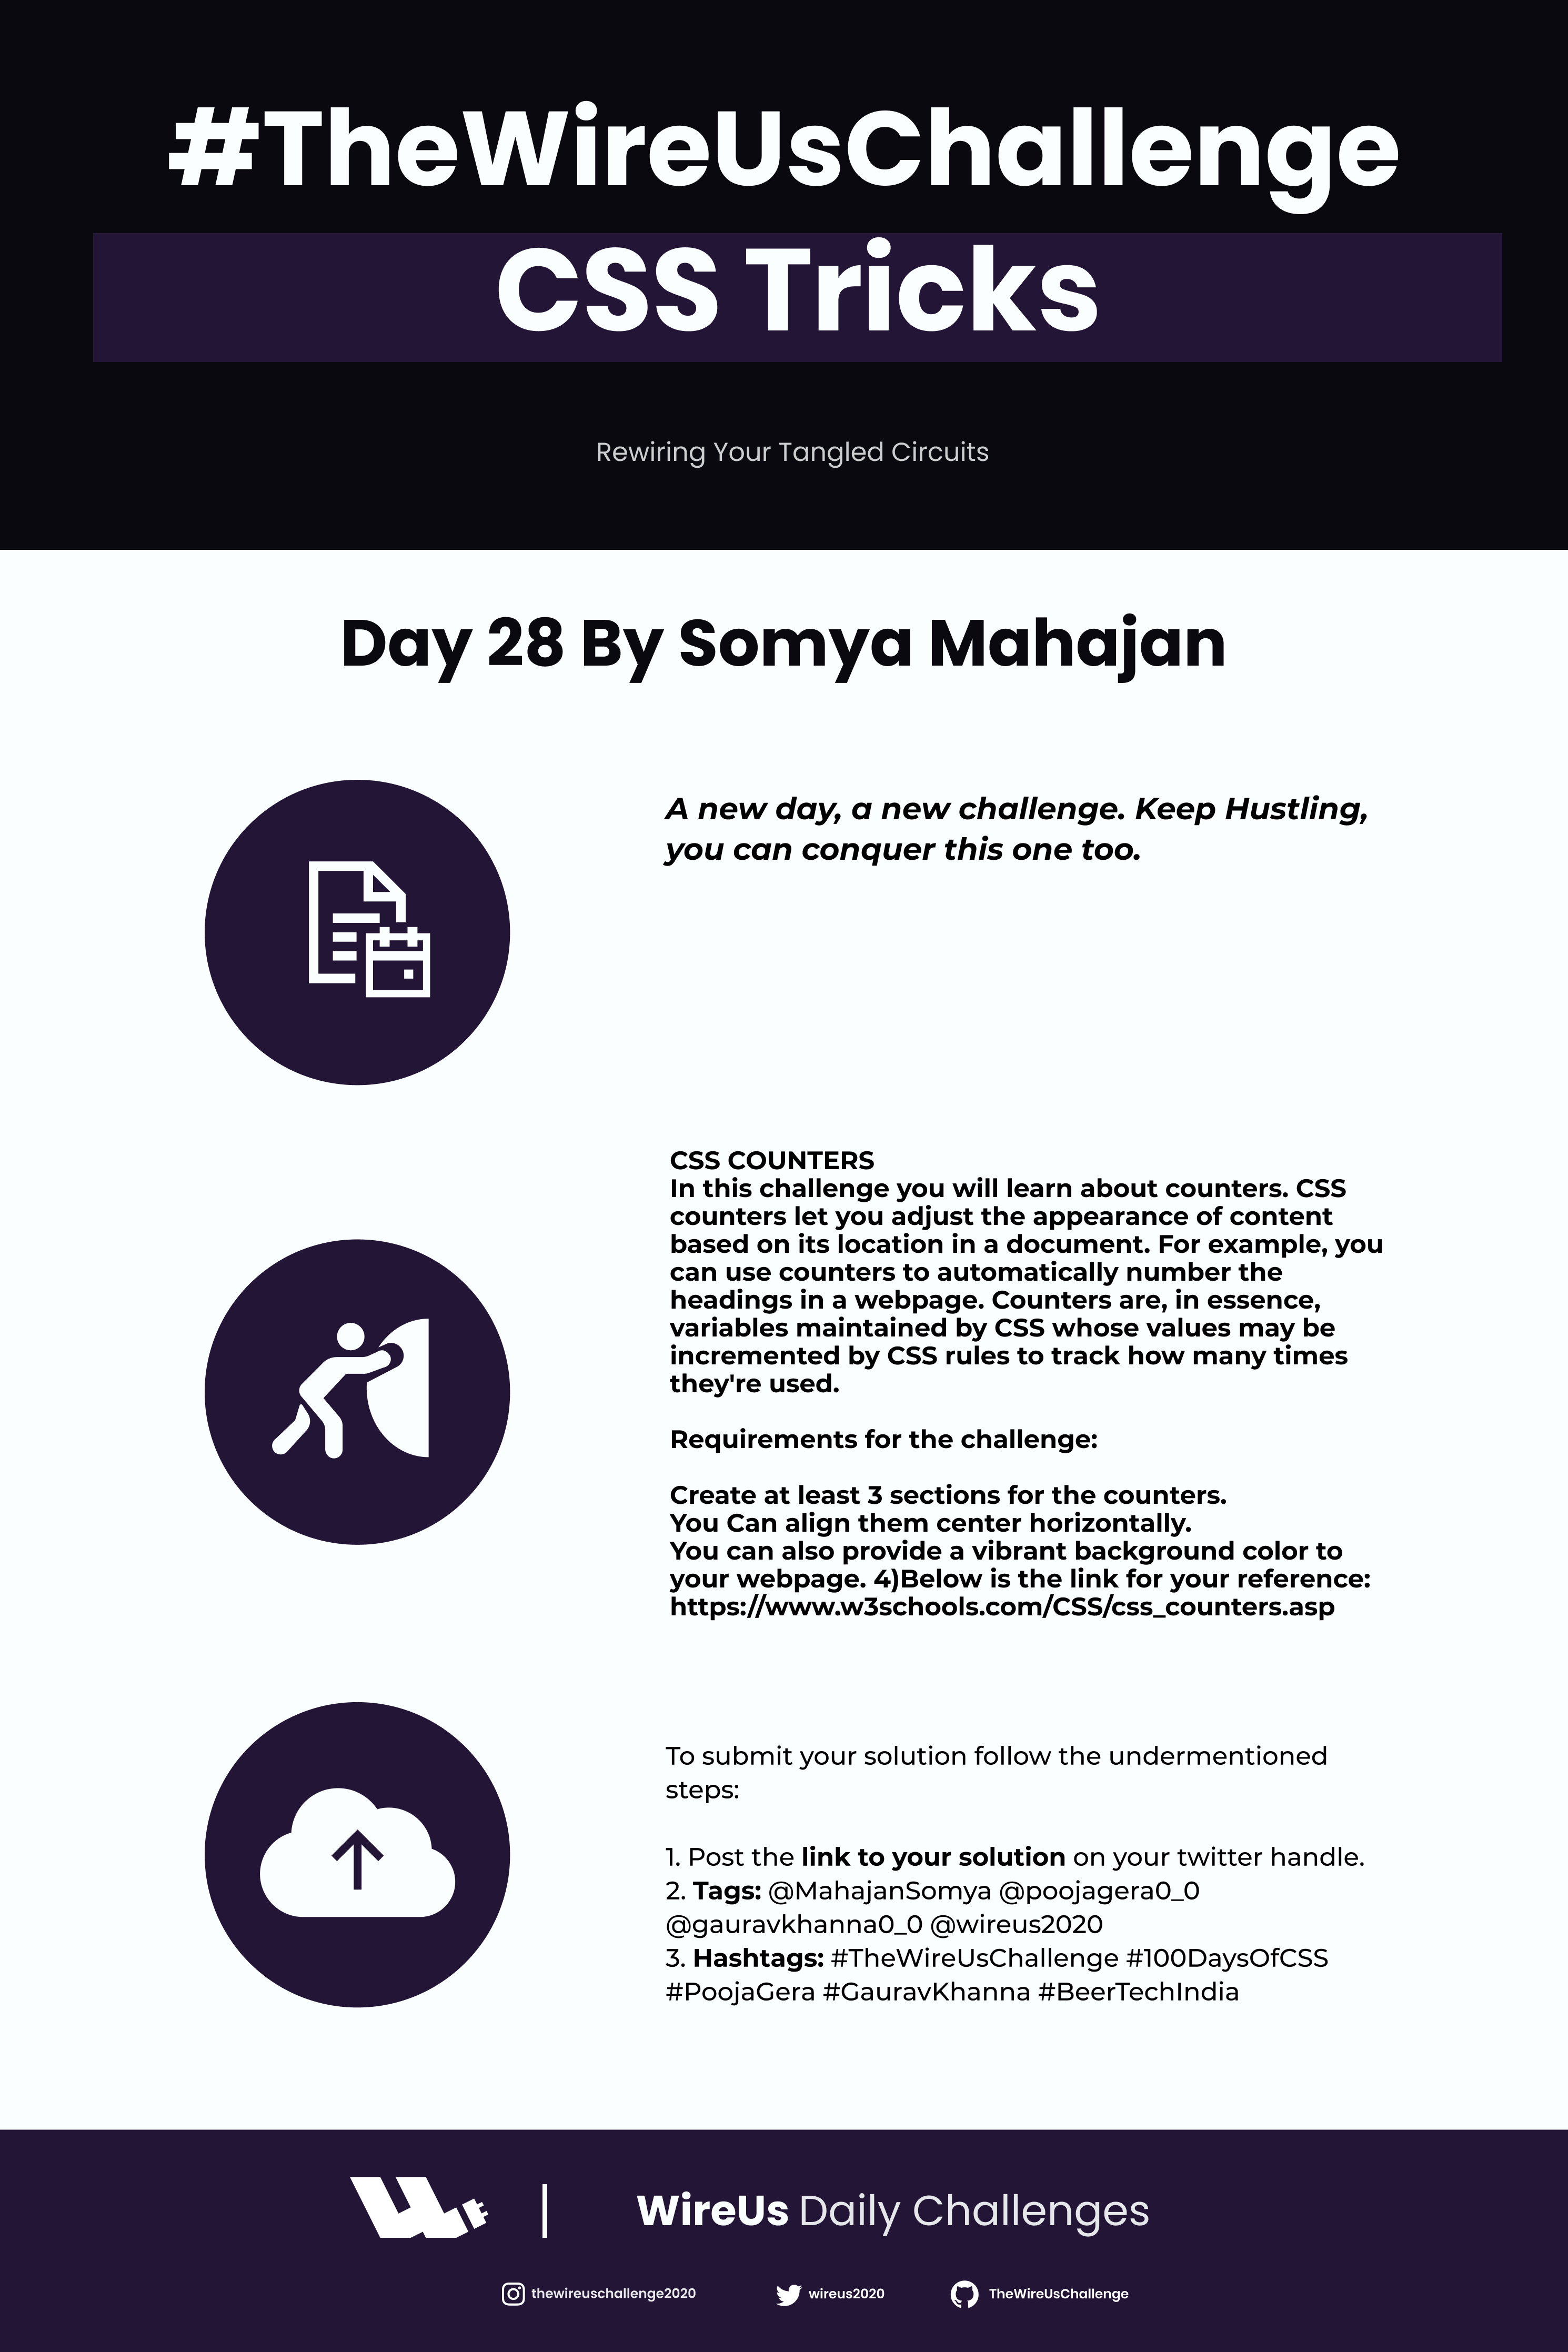 #TheWireUsChallenge
CSS Tricks
Rewiring Your Tangled Circuits
Day 28 By Somya Mahajan
A new day, a new challenge. Keep Hustling,
you can conquer this one too.
CSS COUNTERS
In this challenge you will learn about counters. CSS
counters let you adjust the appearance of content
based on its location in a document. For example, you
can use counters to automatically number the
headings in a webpage. Counters are, in essence,
variables maintained by CSS whose values may be
incremented by CSS rules to track how many times
they're used.
Requirements for the challenge:
Create at least 3 sections for the counters.
You Can align them center horizontally.
You can also provide a vibrant background color to
your webpage. 4)Below is the link for your reference:
https://www.w3schools.com/CSS/css_counters.asp
To submit your solution follow the undermentioned
steps:
1. Post the link to your solution on your twitter handle.
2. Tags: @MahajanSomya @poojagera0_0
@gauravkhanna0_0 @wireus2020
3. Hashtags: #TheWireUsChallenge #100DaysOfCSS
#PoojaGera #GauravKhanna #BeerTechIndia
WireUs Daily Challenges
thewireuschallenge2020
wireus2020
TheWireUsChallenge